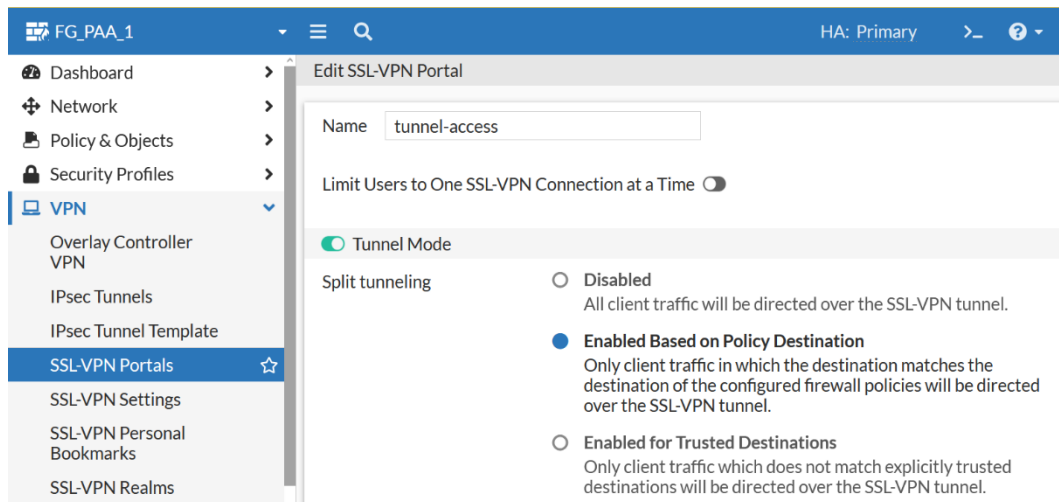 FG_PAA_1
HA: Primary
>_
?
Dashboard
Network
Policy & Objects
Security Profiles
VPN
Overlay Controller
VPN
IPsec Tunnels
IPsec Tunnel Template
SSL-VPN Portals
SSL-VPN Settings
SSL-VPN Personal
Bookmarks
SSL-VPN Realms
Edit SSL-VPN Portal
Name tunnel-access
Limit Users to One SSL-VPN Connection at a Time
Tunnel Mode
Split tunneling
Disabled
All client traffic will be directed over the SSL-VPN tunnel.
Enabled Based on Policy Destination
Only client traffic in which the destination matches the
destination of the configured firewall policies will be directed
over the SSL-VPN tunnel.
Enabled for Trusted Destinations
Only client traffic which does not match explicitly trusted
destinations will be directed over the SSL-VPN tunnel.